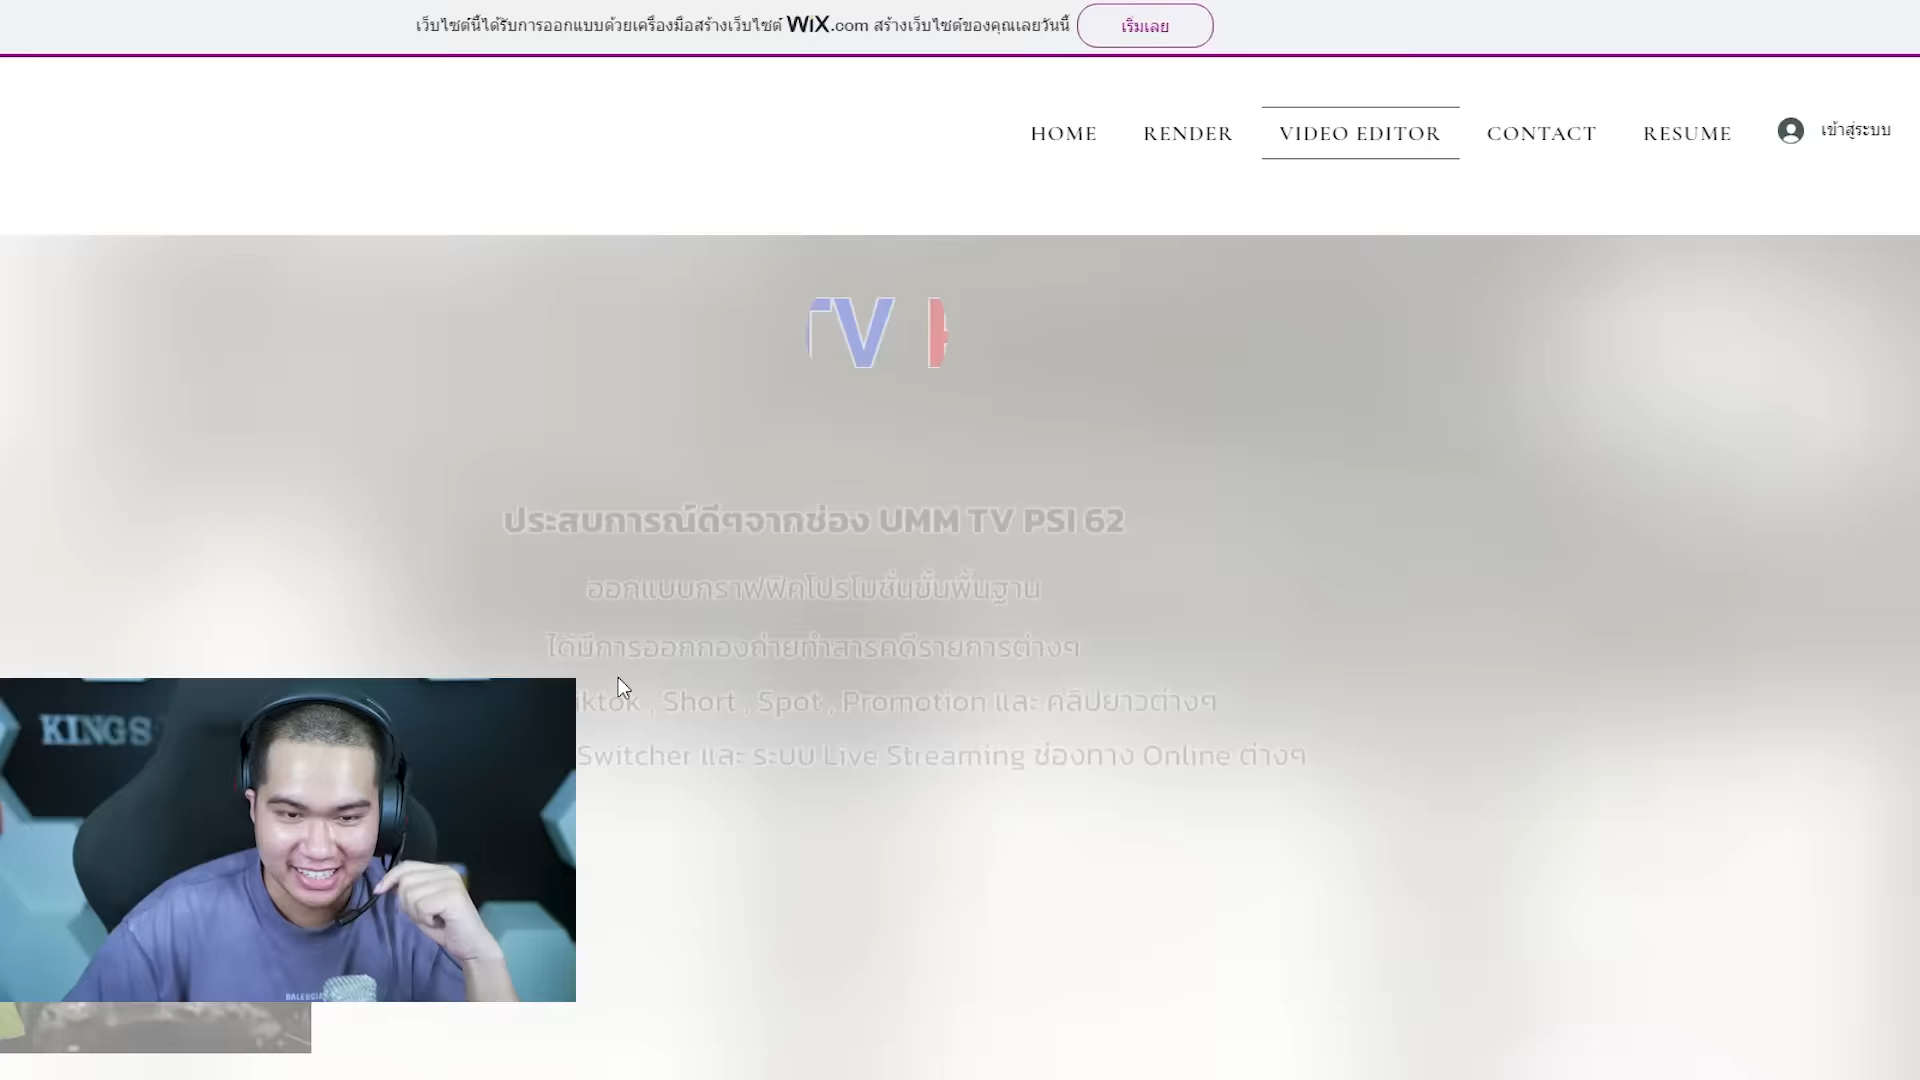 เว็บไซต์นี้ได้รับการออกแบบด้วยเครื่องมือสร้างเว็บไซต์ WiX.com สร้างเว็บไซต์ของคุณเลยวันนี้ เริ่มเลย
HOME RENDER VIDEO EDITOR CONTACT RESUME เข้าสู่ระบบ
TV
ประสบการณ์ดีๆจากช่อง UMM TV PSI 62
ออกแบบกราฟฟิคโปรโมชั่นขั้นพื้นฐาน
ได้มีการออกกองถ่ายทำสารคดีรายการต่างๆ
iktok , Short , Spot , Promotion และ คลิปยาวต่างๆ
Switcher และ ระบบ Live Streaming ช่องทาง Online ต่างๆ
KINGS